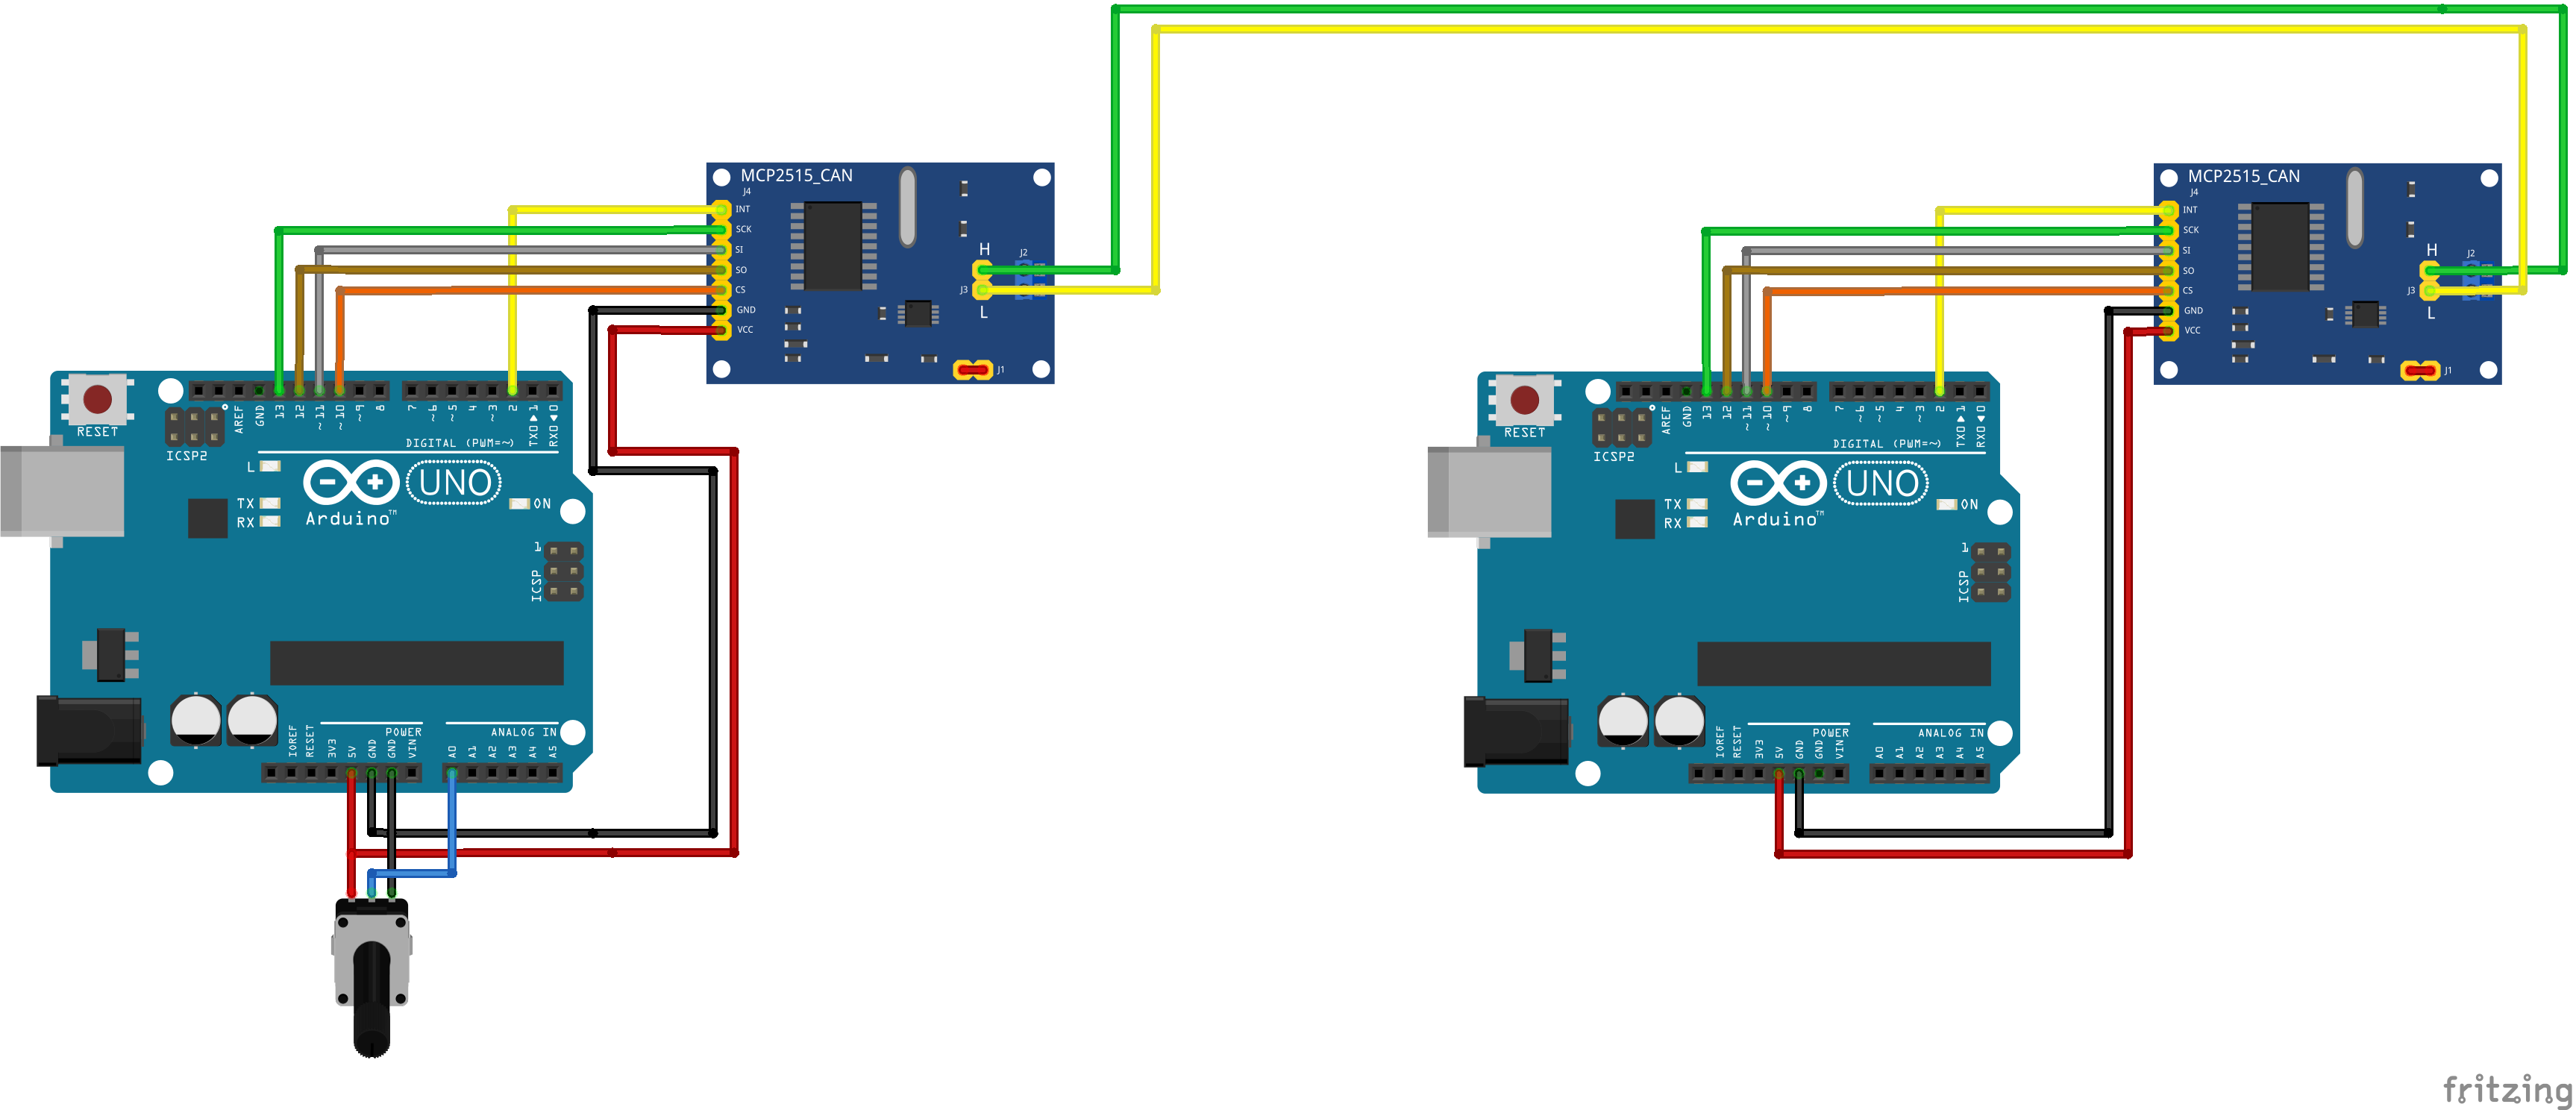 MCP2515_CAN
J4
INT
SCK
SI
SO
CS
GND
VCC
H
J2
J3
L
J1
MCP2515_CAN
J4
INT
SCK
SI
SO
CS
GND
VCC
H
J2
J3
L
J1
RESET
ICSP2
AREF
GND
13
12
~11
~10
~9
8
7
~6
~5
4
~3
2
TX0▶1
RX0◀0
DIGITAL (PWM=~)
L
TX
RX
UNO
Arduino™
ON
1
ICSP
IOREF
RESET
3V3
5V
GND
GND
VIN
POWER
ANALOG IN
A0
A1
A2
A3
A4
A5
RESET
ICSP2
AREF
GND
13
12
~11
~10
~9
8
7
~6
~5
4
~3
2
TX0▶1
RX0◀0
DIGITAL (PWM=~)
L
TX
RX
UNO
Arduino™
ON
1
ICSP
IOREF
RESET
3V3
5V
GND
GND
VIN
POWER
ANALOG IN
A0
A1
A2
A3
A4
A5
fritzing